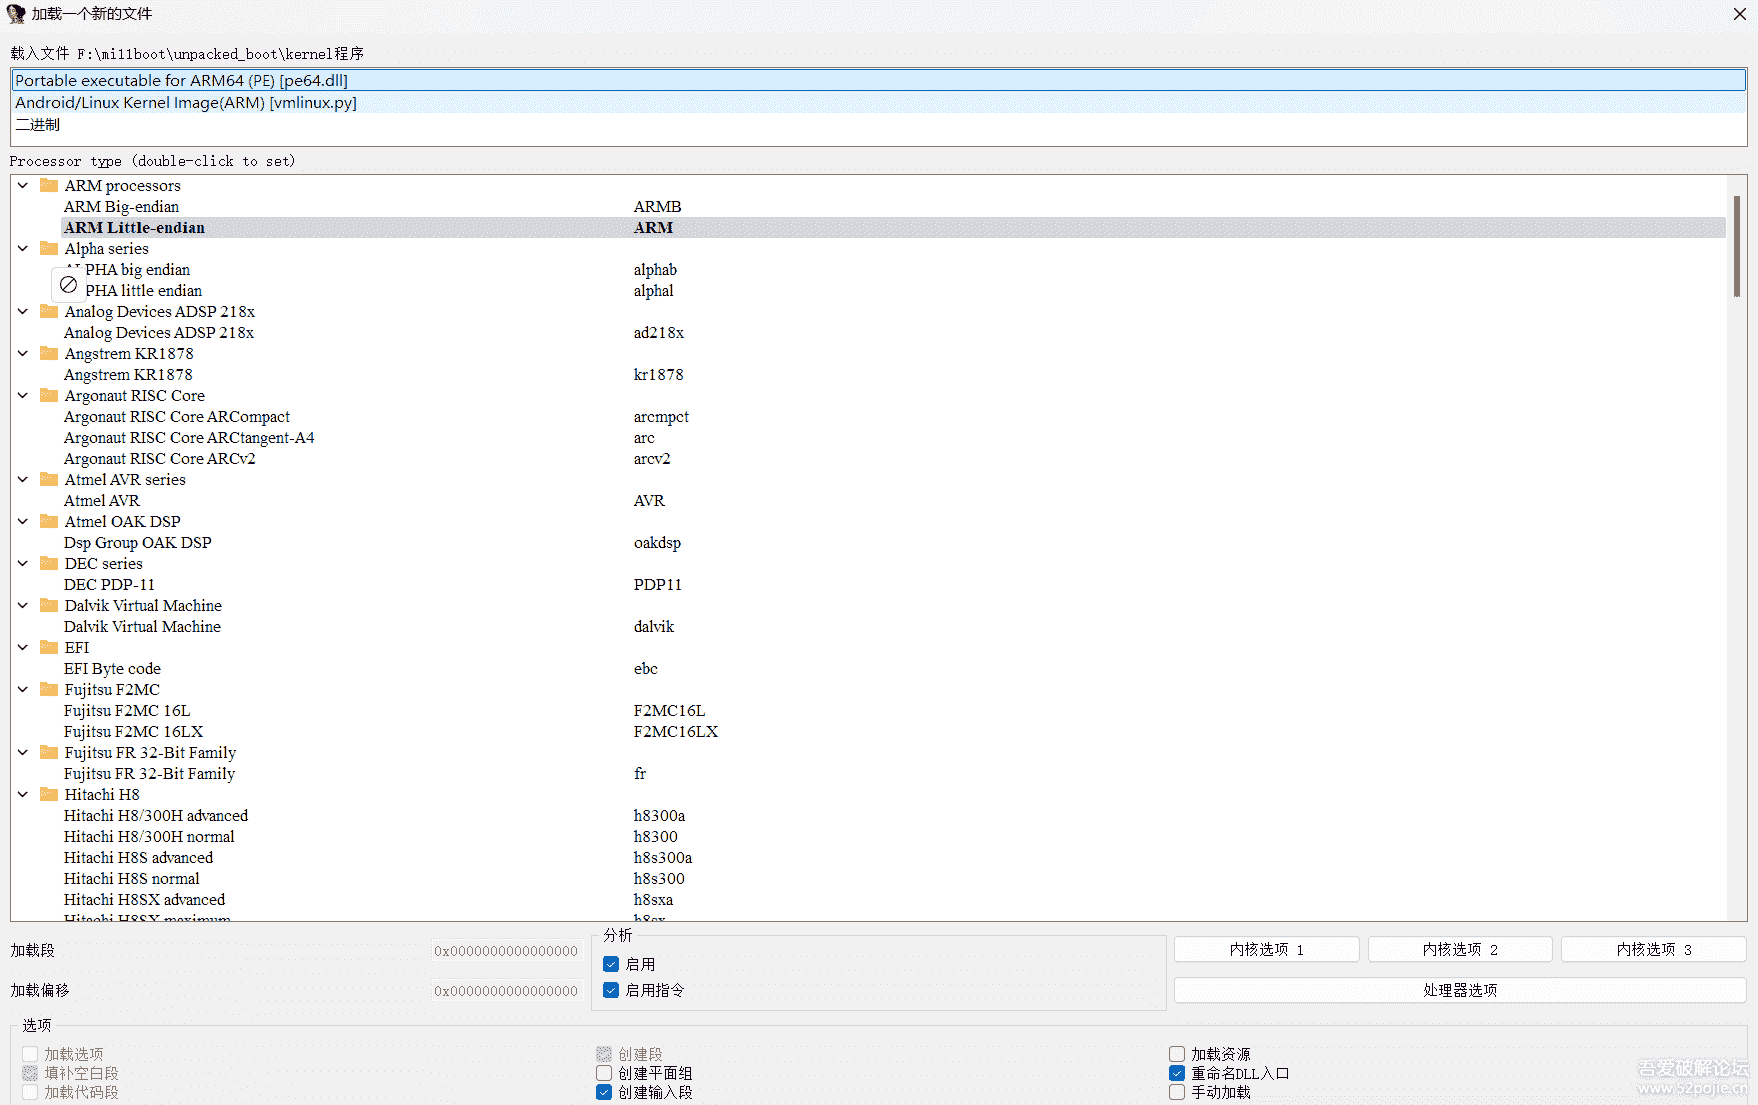 加载一个新的文件
载入文件 F:\mi11boot\unpacked_boot\kernel程序
Portable executable for ARM64 (PE) [pe64.dll]
Android/Linux Kernel Image(ARM) [vmlinux.py]
二进制
Processor type (double-click to set)
ARM processors
ARM Big-endian ARMB
ARM Little-endian ARM
Alpha series
PHA big endian alphab
PHA little endian alphal
Analog Devices ADSP 218x
Analog Devices ADSP 218x ad218x
Angstrem KR1878
Angstrem KR1878 kr1878
Argonaut RISC Core
Argonaut RISC Core ARCompact arcmpct
Argonaut RISC Core ARCtangent-A4 arc
Argonaut RISC Core ARCv2 arcv2
Atmel AVR series
Atmel AVR AVR
Atmel OAK DSP
Dsp Group OAK DSP oakdsp
DEC series
DEC PDP-11 PDP11
Dalvik Virtual Machine
Dalvik Virtual Machine dalvik
EFI
EFI Byte code ebc
Fujitsu F2MC
Fujitsu F2MC 16L F2MC16L
Fujitsu F2MC 16LX F2MC16LX
Fujitsu FR 32-Bit Family
Fujitsu FR 32-Bit Family fr
Hitachi H8
Hitachi H8/300H advanced h8300a
Hitachi H8/300H normal h8300
Hitachi H8S advanced h8s300a
Hitachi H8S normal h8s300
Hitachi H8SX advanced h8sxa
Hitachi H8SX maximum h8sx
加载段 0x0000000000000000
加载偏移 0x0000000000000000
分析
启用
启用指令
内核选项 1 内核选项 2 内核选项 3
处理器选项
选项
加载选项 创建段 加载资源
填补空白段 创建平面组 重命名DLL入口
加载代码段 创建输入段 手动加载
吾爱破解论坛
www.52pojie.cn